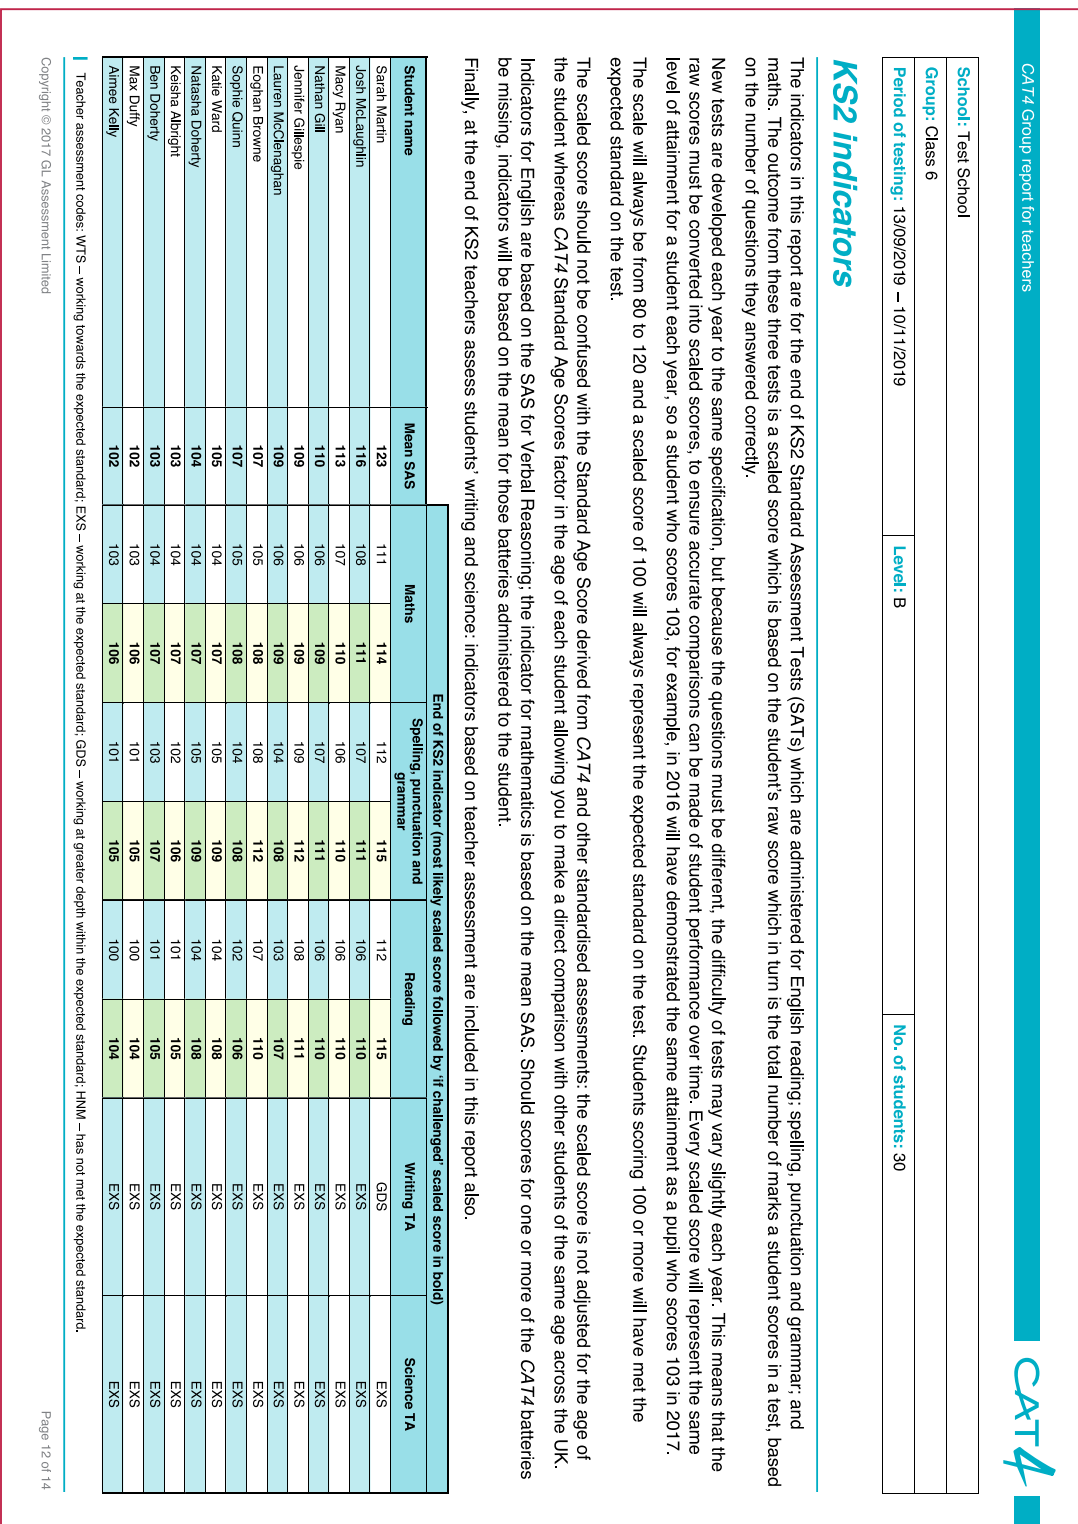 CAT4 Group report for teachers
CAT4
School: Test School
Group: Class 6
Period of testing: 13/09/2019 – 10/11/2019 Level: B No. of students: 30
KS2 indicators
The indicators in this report are for the end of KS2 Standard Assessment Tests (SATs) which are administered for English reading; spelling, punctuation and grammar; and
maths. The outcome from these three tests is a scaled score which is based on the student's raw score which in turn is the total number of marks a student scores in a test, based
on the number of questions they answered correctly.
New tests are developed each year to the same specification, but because the questions must be different, the difficulty of tests may vary slightly each year. This means that the
raw scores must be converted into scaled scores, to ensure accurate comparisons can be made of student performance over time. Every scaled score will represent the same
level of attainment for a student each year, so a student who scores 103, for example, in 2016 will have demonstrated the same attainment as a pupil who scores 103 in 2017.
The scale will always be from 80 to 120 and a scaled score of 100 will always represent the expected standard on the test. Students scoring 100 or more will have met the
expected standard on the test.
The scaled score should not be confused with the Standard Age Score derived from CAT4 and other standardised assessments: the scaled score is not adjusted for the age of
the student whereas CAT4 Standard Age Scores factor in the age of each student allowing you to make a direct comparison with other students of the same age across the UK.
Indicators for English are based on the SAS for Verbal Reasoning; the indicator for mathematics is based on the mean SAS. Should scores for one or more of the CAT4 batteries
be missing, indicators will be based on the mean for those batteries administered to the student.
Finally, at the end of KS2 teachers assess students' writing and science: indicators based on teacher assessment are included in this report also.
End of KS2 indicator (most likely scaled score followed by 'if challenged' scaled score in bold)
Student name Mean SAS Maths Spelling, punctuation and grammar Reading Writing TA Science TA
Sarah Martin 123 111 114 112 115 112 115 GDS EXS
Josh McLaughlin 116 108 111 107 111 106 110 EXS EXS
Macy Ryan 113 107 110 106 110 106 110 EXS EXS
Nathan Gill 110 106 109 107 111 106 110 EXS EXS
Jennifer Gillespie 109 106 109 109 112 108 111 EXS EXS
Lauren McClenaghan 109 106 109 104 108 103 107 EXS EXS
Eoghan Browne 107 105 108 108 112 107 110 EXS EXS
Sophie Quinn 107 105 108 104 108 102 106 EXS EXS
Katie Ward 105 104 107 105 109 104 108 EXS EXS
Natasha Doherty 104 104 107 105 109 104 108 EXS EXS
Keisha Albright 103 104 107 102 106 101 105 EXS EXS
Ben Doherty 103 104 107 103 107 101 105 EXS EXS
Max Duffy 102 103 106 101 105 100 104 EXS EXS
Aimee Kelly 102 103 106 101 105 100 104 EXS EXS
Teacher assessment codes: WTS – working towards the expected standard; EXS – working at the expected standard; GDS – working at greater depth within the expected standard; HNM – has not met the expected standard.
Copyright © 2017 GL Assessment Limited Page 12 of 14